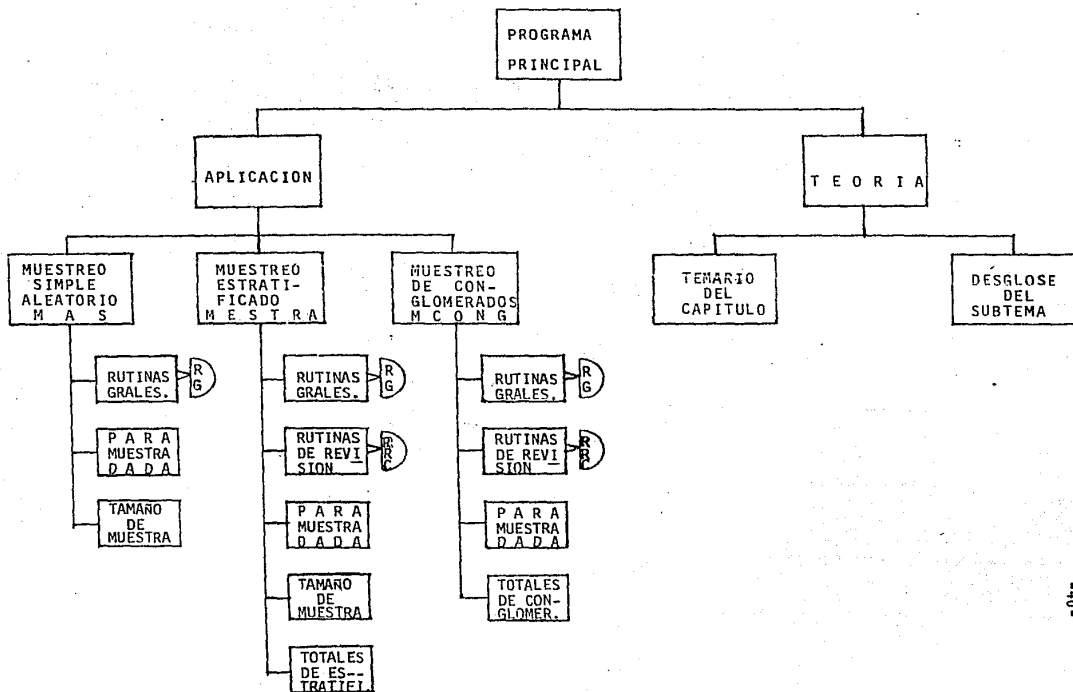 PROGRAMA
PRINCIPAL
APLICACION
T E O R I A
MUESTREO
SIMPLE
ALEATORIO
M A S
MUESTREO
ESTRATI-
FICADO
M E S T R A
MUESTREO
DE CON-
GLOMERADOS
M C O N G
TEMARIO
DEL
CAPITULO
DESGLOSE
DEL
SUBTEMA
RUTINAS
GRALES.
R
G
P A R A
MUESTRA
D A D A
TAMAÑO
DE
MUESTRA
RUTINAS
GRALES.
R
G
RUTINAS
DE REVI
SION
P A R A
MUESTRA
D A D A
TAMAÑO
DE
MUESTRA
TOTALES
DE ES--
TRATIFI.
RUTINAS
GRALES.
R
G
RUTINAS
DE REVI
SION
P A R A
MUESTRA
D A D A
TOTALES
DE CON-
GLOMER.